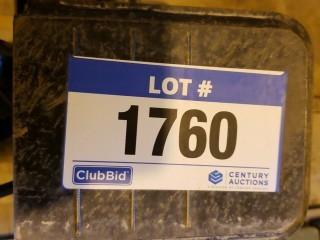 LOT #
1760
ClubBid
CENTURY
AUCTIONS